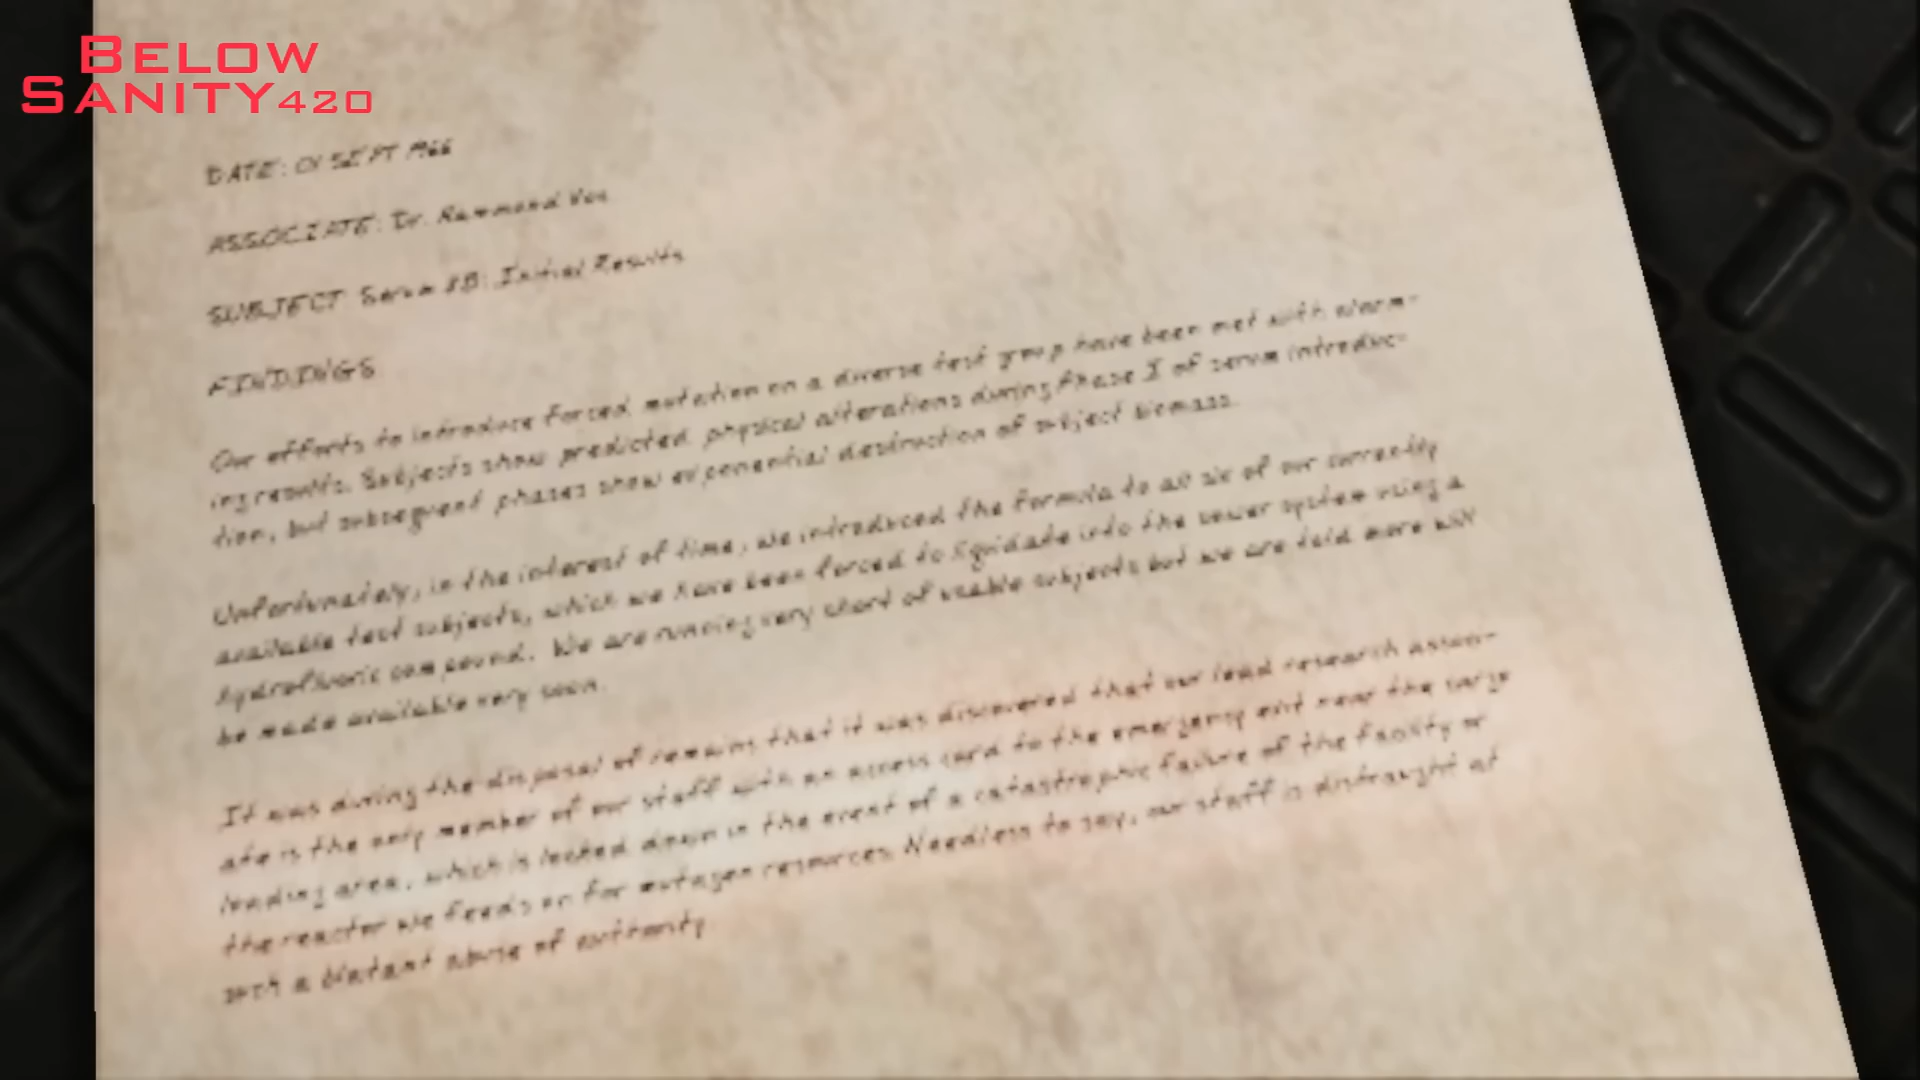 BELOW
SANITY420
DATE: 01 SEPT 1966
ASSOCIATE: Dr. Raymond Vox
SUBJECT: Serum 8B: Initial Results
FINDINGS
Our efforts to introduce forced mutation on a diverse test group have been met with alarm-
ing results. Subjects show predicted physical alterations during Phase I of serum introduc-
tion, but subsequent phases show exponential destruction of subject biomass.
Unfortunately, in the interest of time, we introduced the formula to all six of our currently
available test subjects, which we have been forced to liquidate into the sewer system using a
hydrofluoric compound. We are running very short of usable subjects but we are told more will
be made available very soon.
It was during the disposal of remains that it was discovered that our lead research associ-
ate is the only member of our staff with an access card to the emergency exit near the cargo
loading area, which is locked down in the event of a catastrophic failure of the facility or
the reactor we feeds on for mutagen resources. Needless to say, our staff is distraught at
such a blatant abuse of authority.